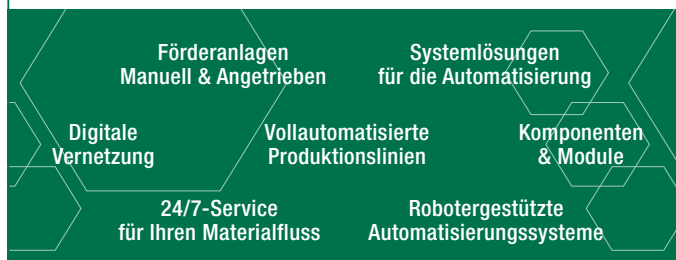 Förderanlagen
Manuell & Angetrieben
Systemlösungen
für die Automatisierung
Digitale
Vernetzung
Vollautomatisierte
Produktionslinien
Komponenten
& Module
24/7-Service
für Ihren Materialfluss
Robotergestützte
Automatisierungssysteme